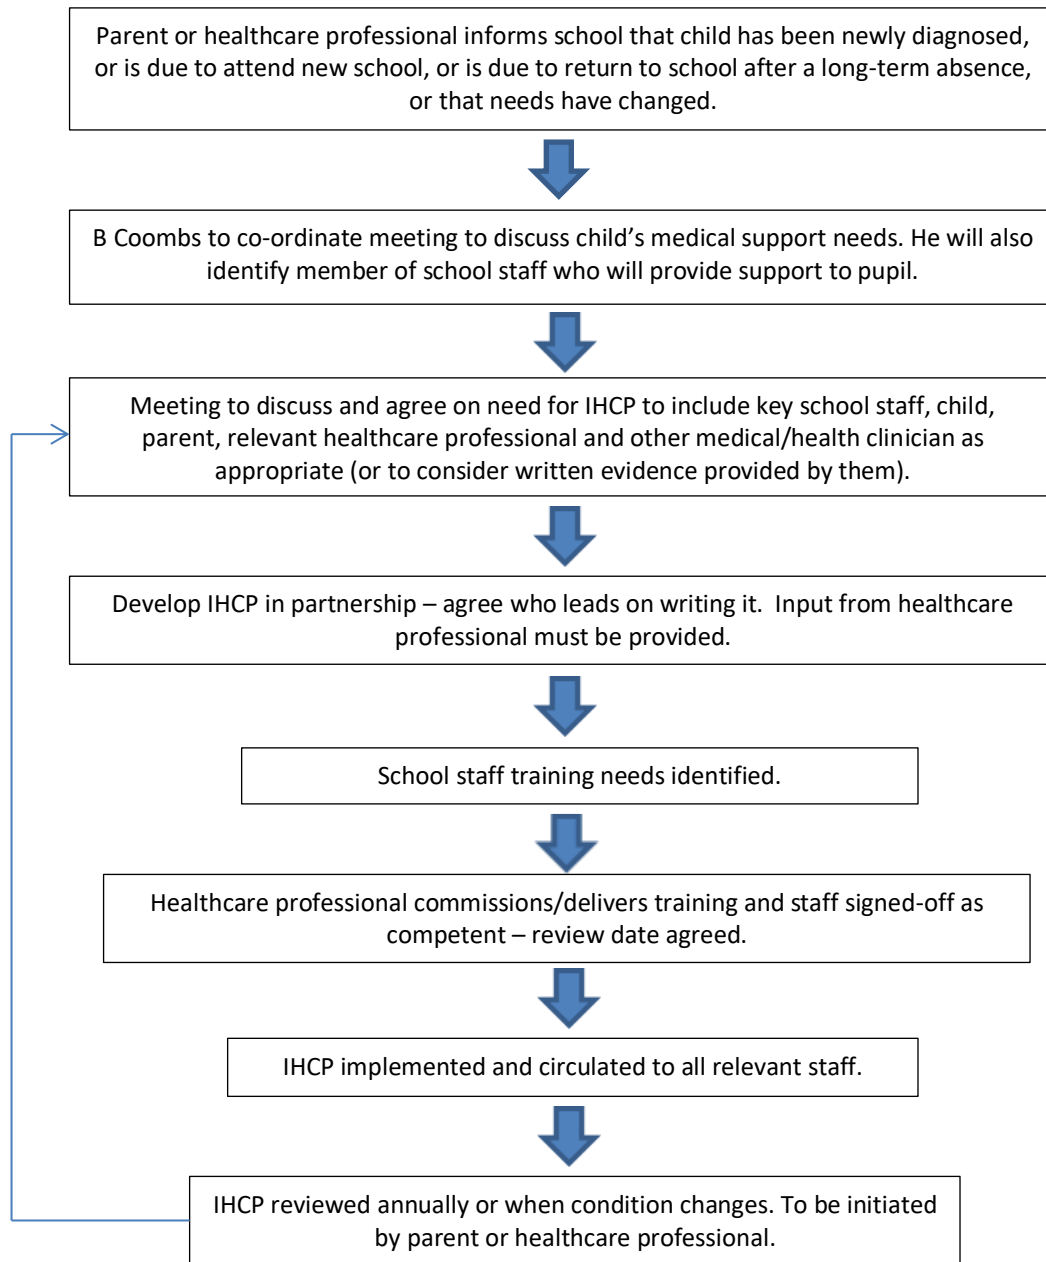 Parent or healthcare professional informs school that child has been newly diagnosed,
or is due to attend new school, or is due to return to school after a long-term absence,
or that needs have changed.
B Coombs to co-ordinate meeting to discuss child’s medical support needs. He will also
identify member of school staff who will provide support to pupil.
Meeting to discuss and agree on need for IHCP to include key school staff, child,
parent, relevant healthcare professional and other medical/health clinician as
appropriate (or to consider written evidence provided by them).
Develop IHCP in partnership – agree who leads on writing it.  Input from healthcare
professional must be provided.
School staff training needs identified.
Healthcare professional commissions/delivers training and staff signed-off as
competent – review date agreed.
IHCP implemented and circulated to all relevant staff.
IHCP reviewed annually or when condition changes. To be initiated
by parent or healthcare professional.